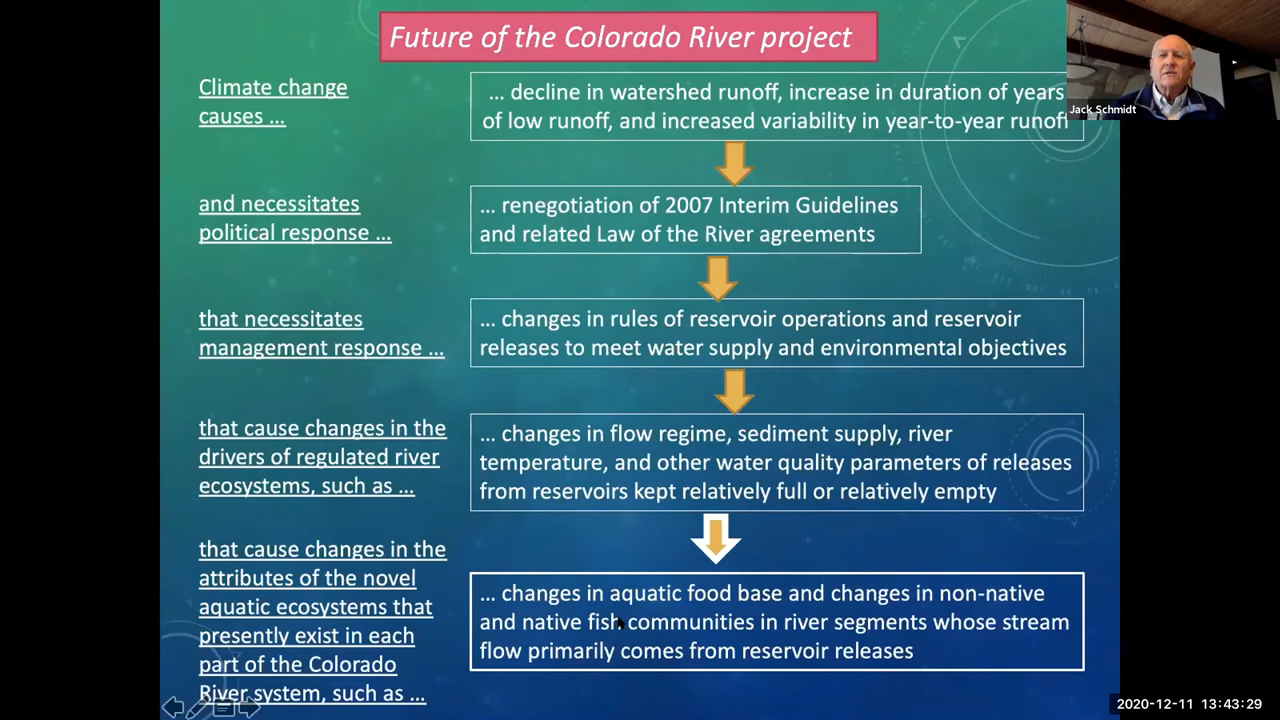 Future of the Colorado River project
Climate change
causes ...
... decline in watershed runoff, increase in duration of years
of low runoff, and increased variability in year-to-year runoff
Jack Schmidt
and necessitates
political response ...
... renegotiation of 2007 Interim Guidelines
and related Law of the River agreements
that necessitates
management response ...
... changes in rules of reservoir operations and reservoir
releases to meet water supply and environmental objectives
that cause changes in the
drivers of regulated river
ecosystems, such as ...
... changes in flow regime, sediment supply, river
temperature, and other water quality parameters of releases
from reservoirs kept relatively full or relatively empty
that cause changes in the
attributes of the novel
aquatic ecosystems that
presently exist in each
part of the Colorado
River system, such as ...
... changes in aquatic food base and changes in non-native
and native fish communities in river segments whose stream
flow primarily comes from reservoir releases
2020-12-11 13:43:29